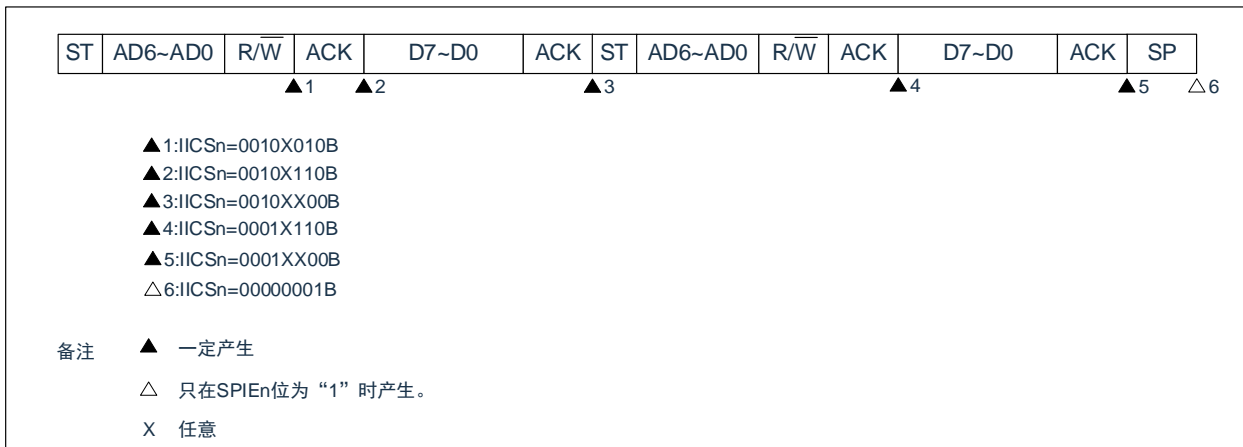 ST AD6~AD0 R/W̅ ACK D7~D0 ACK ST AD6~AD0 R/W̅ ACK D7~D0 ACK SP
▲1 ▲2 ▲3 ▲4 ▲5 △6
▲1:IICSn=0010X010B
▲2:IICSn=0010X110B
▲3:IICSn=0010XX00B
▲4:IICSn=0001X110B
▲5:IICSn=0001XX00B
△6:IICSn=00000001B
备注 ▲ 一定产生
△ 只在SPIEn位为“1”时产生。
X 任意